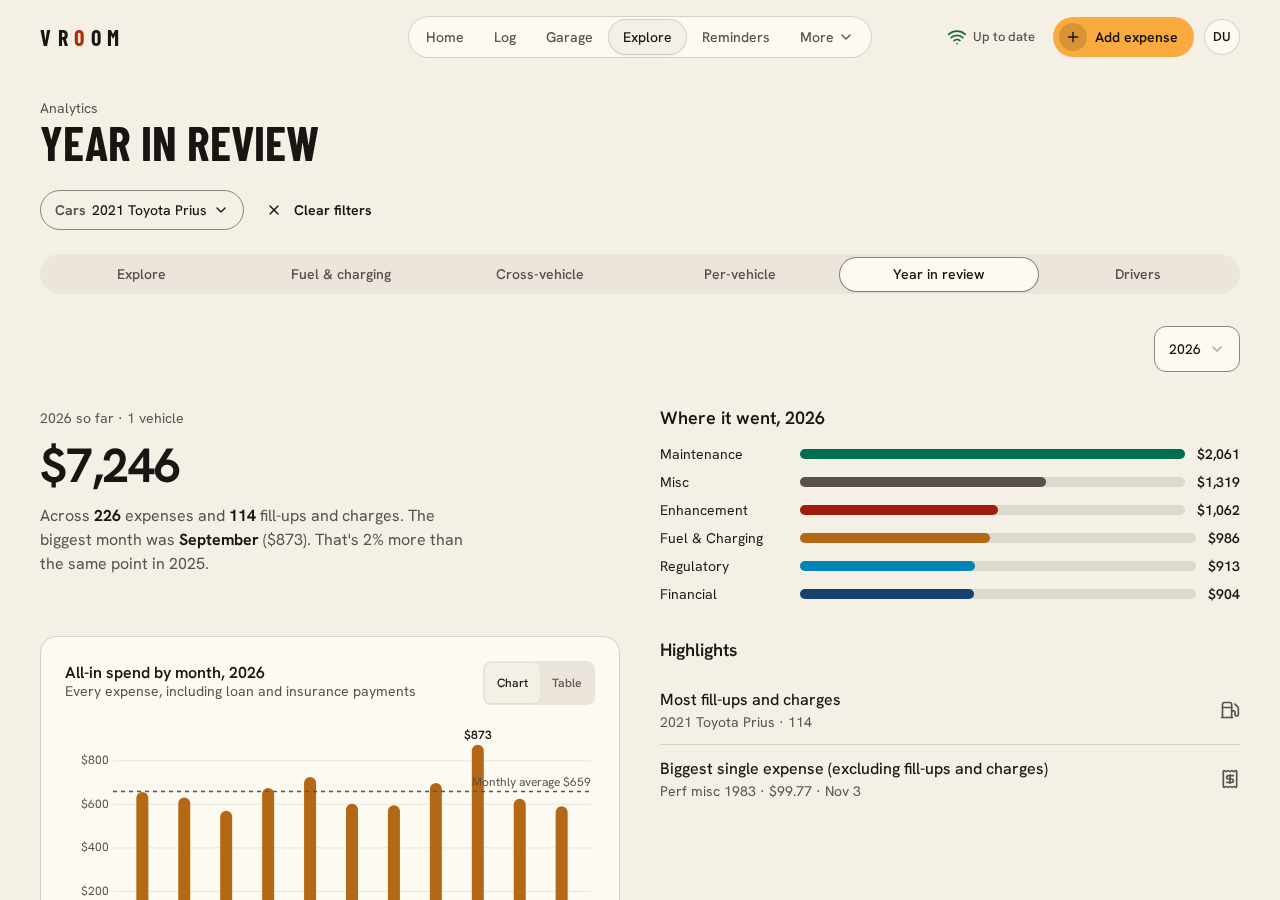 VROOM
Home
Log
Garage
Explore
Reminders
More
Up to date
Add expense
DU
Analytics
YEAR IN REVIEW
Cars 2021 Toyota Prius
Clear filters
Explore
Fuel & charging
Cross-vehicle
Per-vehicle
Year in review
Drivers
2026
2026 so far · 1 vehicle
$7,246
Across 226 expenses and 114 fill-ups and charges. The
biggest month was September ($873). That's 2% more than
the same point in 2025.
Where it went, 2026
Maintenance $2,061
Misc $1,319
Enhancement $1,062
Fuel & Charging $986
Regulatory $913
Financial $904
All-in spend by month, 2026
Every expense, including loan and insurance payments
Chart
Table
$873
$800
Monthly average $659
$600
$400
$200
Highlights
Most fill-ups and charges
2021 Toyota Prius · 114
Biggest single expense (excluding fill-ups and charges)
Perf misc 1983 · $99.77 · Nov 3